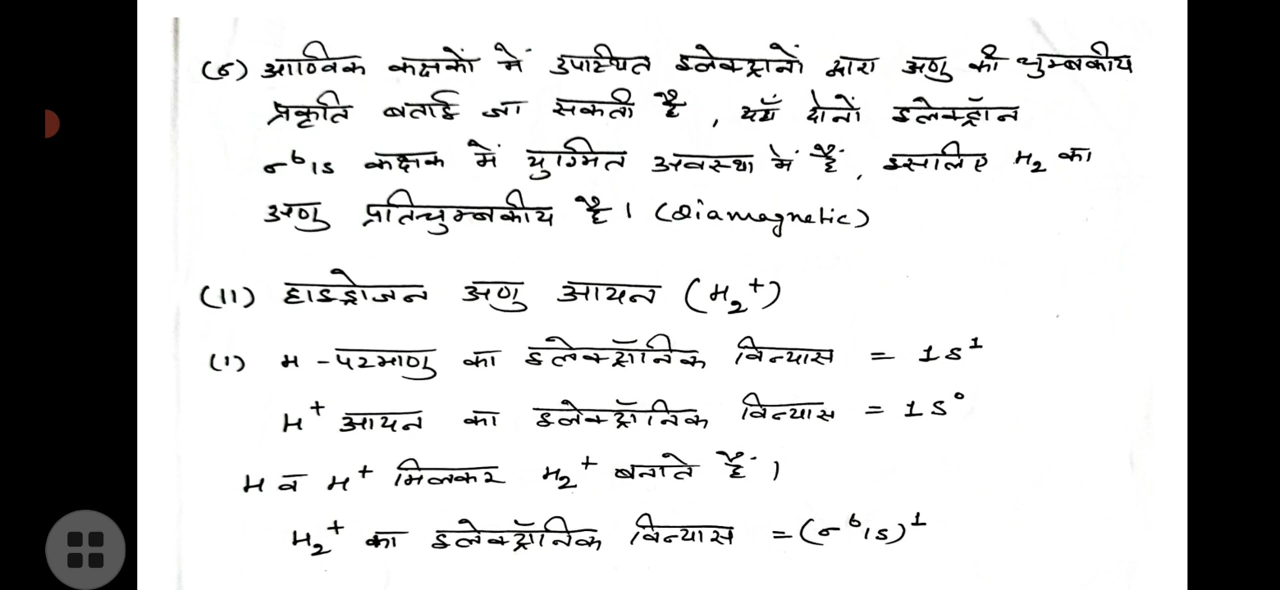 (6) आण्विक कक्षकों में उपस्थित इलेक्ट्रानों द्वारा अणु की चुम्बकीय
प्रकृति बताई जा सकती है, यहाँ दोनों इलेक्ट्रॉन
σᵇ1s कक्षक में युग्मित अवस्था में हैं, इसलिए H₂ का
अणु प्रतिचुम्बकीय है। (Diamagnetic)
(II) हाइड्रोजन अणु आयन (H₂⁺)
(1) H-परमाणु का इलेक्ट्रॉनिक विन्यास = 1s¹
H⁺ आयन का इलेक्ट्रॉनिक विन्यास = 1s⁰
H व H⁺ मिलकर H₂⁺ बनाते हैं।
H₂⁺ का इलेक्ट्रॉनिक विन्यास = (σᵇ1s)¹